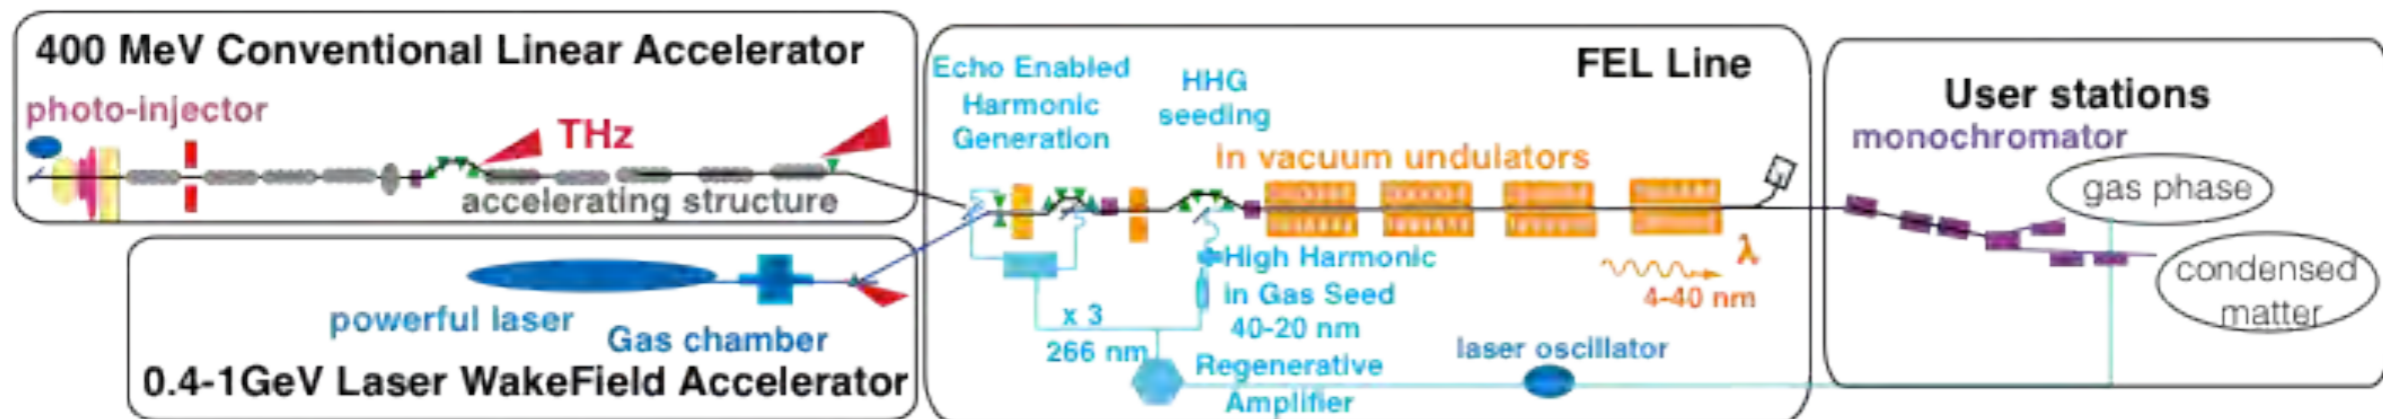 400 MeV Conventional Linear Accelerator
photo-injector
THz
accelerating structure
powerful laser
Gas chamber
0.4-1GeV Laser WakeField Accelerator
FEL Line
Echo Enabled
Harmonic
Generation
HHG
seeding
in vacuum undulators
High Harmonic
in Gas Seed
40-20 nm
x 3
266 nm
Regenerative
Amplifier
laser oscillator
λ
4-40 nm
User stations
monochromator
gas phase
condensed
matter